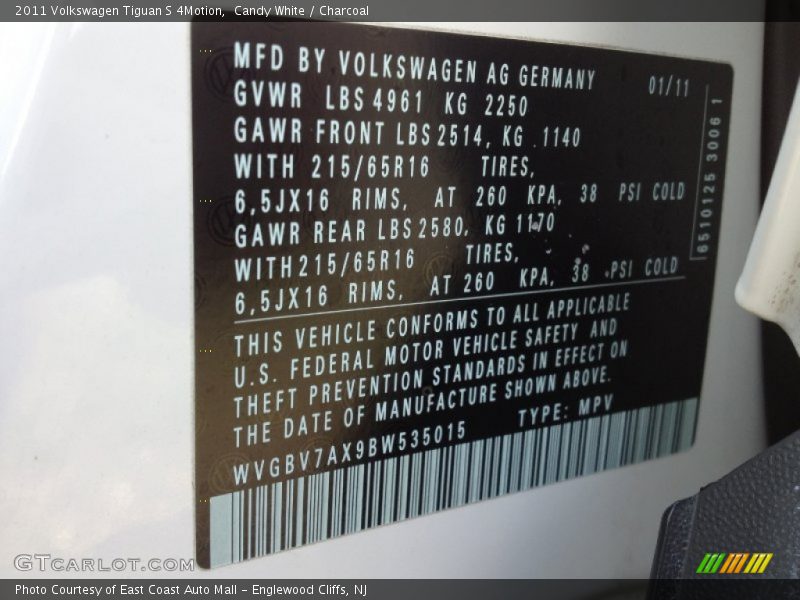 2011 Volkswagen Tiguan S 4Motion, Candy White / Charcoal
MFD BY VOLKSWAGEN AG GERMANY 01/11
GVWR LBS 4961 KG 2250
GAWR FRONT LBS 2514, KG 1140
WITH 215/65R16 TIRES,
6,5JX16 RIMS, AT 260 KPA, 38 PSI COLD
GAWR REAR LBS 2580, KG 1170
WITH 215/65R16 TIRES,
6,5JX16 RIMS, AT 260 KPA, 38 PSI COLD
6510125 3006 1
THIS VEHICLE CONFORMS TO ALL APPLICABLE
U.S. FEDERAL MOTOR VEHICLE SAFETY AND
THEFT PREVENTION STANDARDS IN EFFECT ON
THE DATE OF MANUFACTURE SHOWN ABOVE.
WVGBV7AX9BW535015 TYPE: MPV
GTCARLOT.COM
Photo Courtesy of East Coast Auto Mall – Englewood Cliffs, NJ